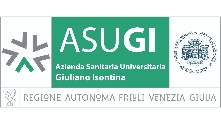 ASUGI
Azienda Sanitaria Universitaria
Giuliano Isontina
REGIONE AUTONOMA FRIULI VENEZIA GIULIA